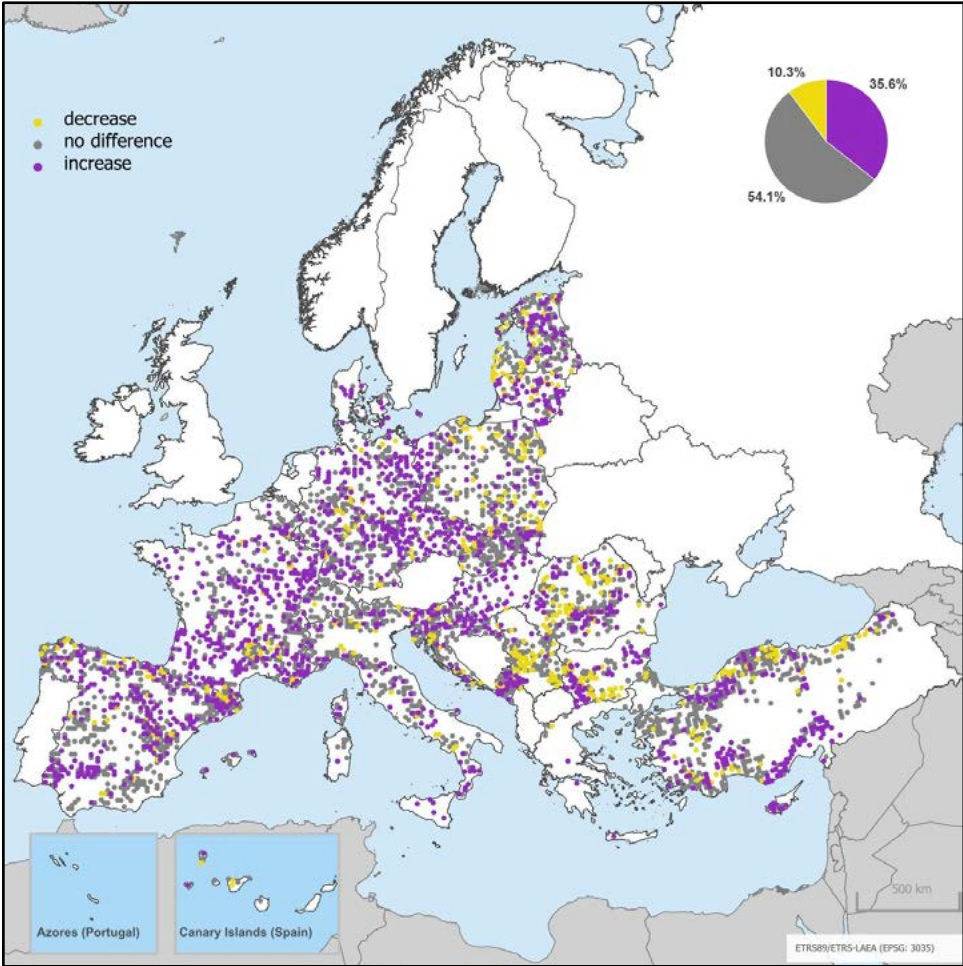 10.3%
35.6%
decrease
no difference
increase
54.1%
Azores (Portugal)
Canary Islands (Spain)
500 km
ETRS89/ETRS-LAEA (EPSG: 3035)